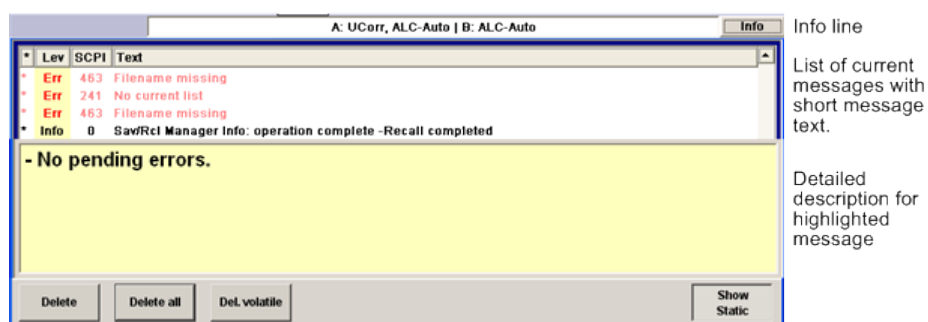 A: UCorr, ALC-Auto | B: ALC-Auto
Info
Info line
* Lev SCPI Text
* Err 463 Filename missing
* Err 241 No current list
* Err 463 Filename missing
* Info 0 Sav/Rcl Manager Info: operation complete -Recall completed
List of current
messages with
short message
text.
- No pending errors.
Detailed
description for
highlighted
message
Delete
Delete all
Del. volatile
Show
Static